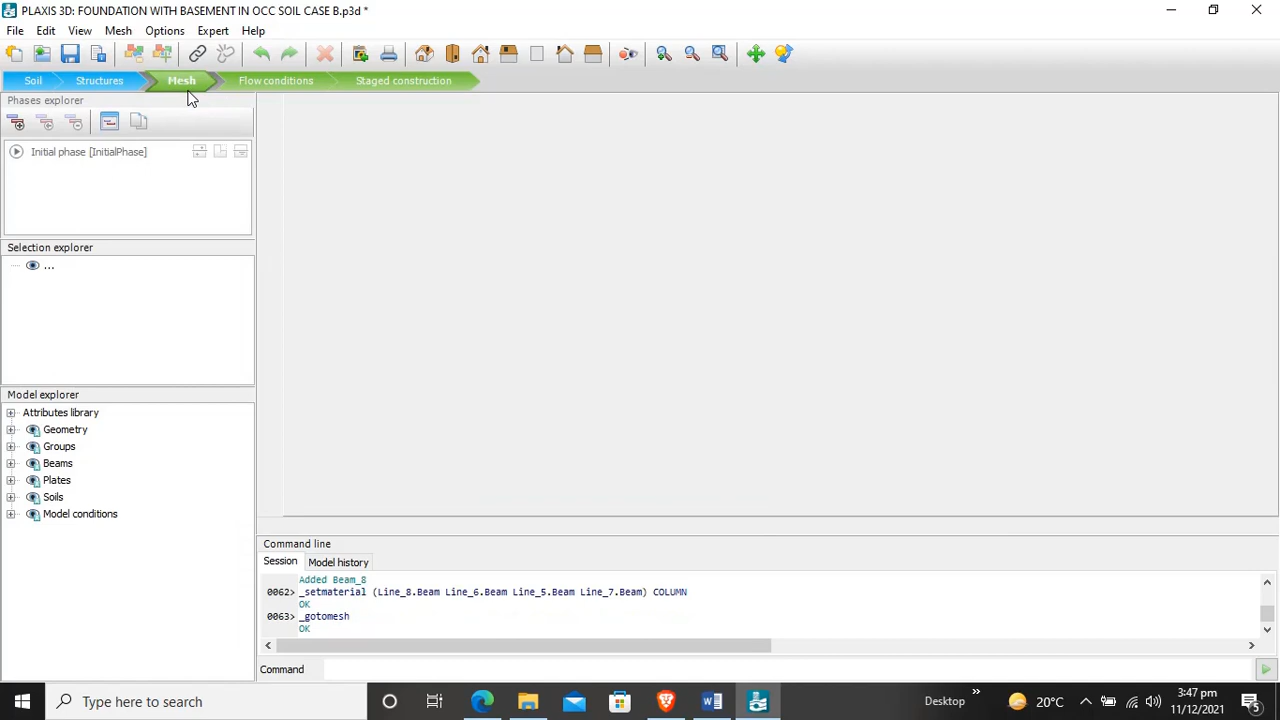 PLAXIS 3D: FOUNDATION WITH BASEMENT IN OCC SOIL CASE B.p3d *
File Edit View Mesh Options Expert Help
Soil Structures Mesh Flow conditions Staged construction
Phases explorer
Initial phase [InitialPhase]
Selection explorer
...
Model explorer
Attributes library
Geometry
Groups
Beams
Plates
Soils
Model conditions
Command line
Session Model history
Added Beam_8
0062> _setmaterial (Line_8.Beam Line_6.Beam Line_5.Beam Line_7.Beam) COLUMN
OK
0063> _gotomesh
OK
Command
Type here to search
Desktop
20°C
3:47 pm
11/12/2021
5